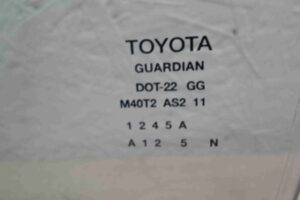 TOYOTA
GUARDIAN
DOT-22 GG
M40T2 AS2 11
1 2 4 5 A
A 1 2 5 N